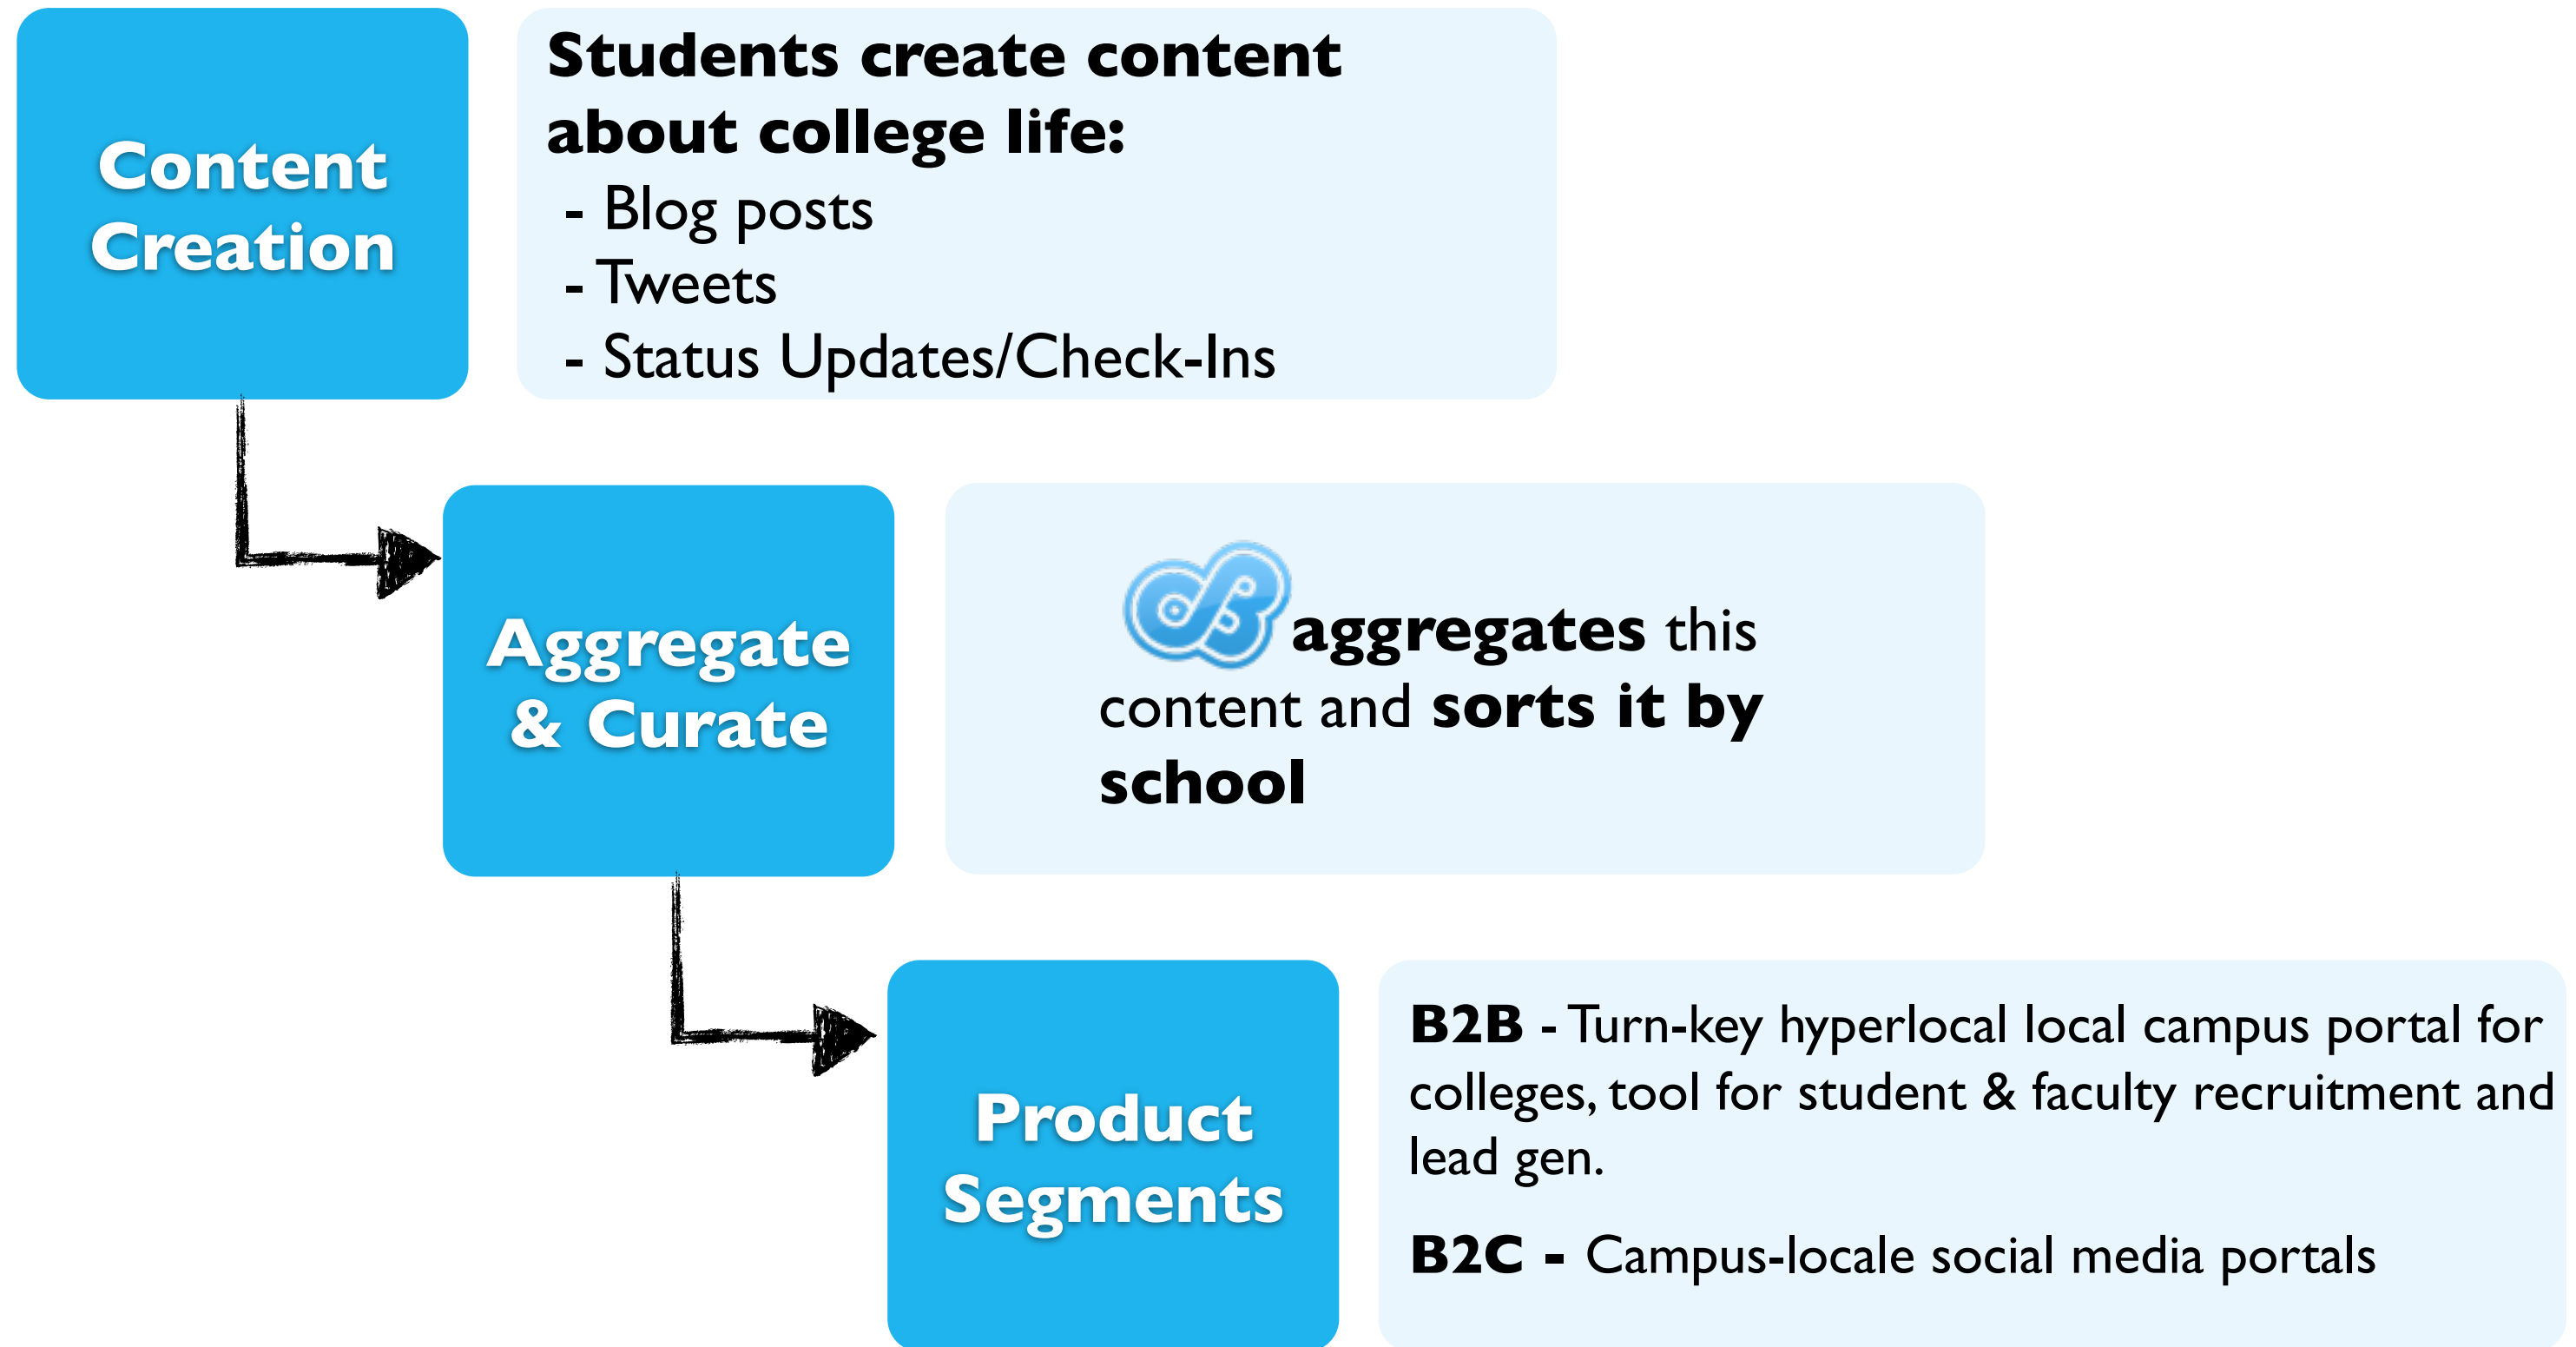 Content
Creation
Students create content
about college life:
- Blog posts
- Tweets
- Status Updates/Check-Ins
Aggregate
& Curate
aggregates this
content and sorts it by
school
Product
Segments
B2B - Turn-key hyperlocal local campus portal for
colleges, tool for student & faculty recruitment and
lead gen.
B2C - Campus-locale social media portals